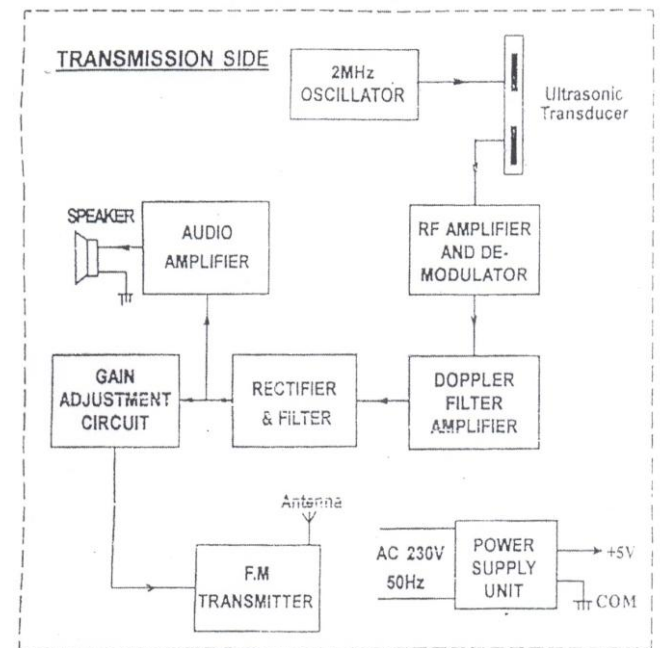 TRANSMISSION SIDE
2MHz
OSCILLATOR
Ultrasonic
Transducer
SPEAKER
AUDIO
AMPLIFIER
RF AMPLIFIER
AND DE-
MODULATOR
GAIN
ADJUSTMENT
CIRCUIT
RECTIFIER
& FILTER
DOPPLER
FILTER
AMPLIFIER
Antenna
F.M
TRANSMITTER
AC 230V
50Hz
POWER
SUPPLY
UNIT
+5V
COM